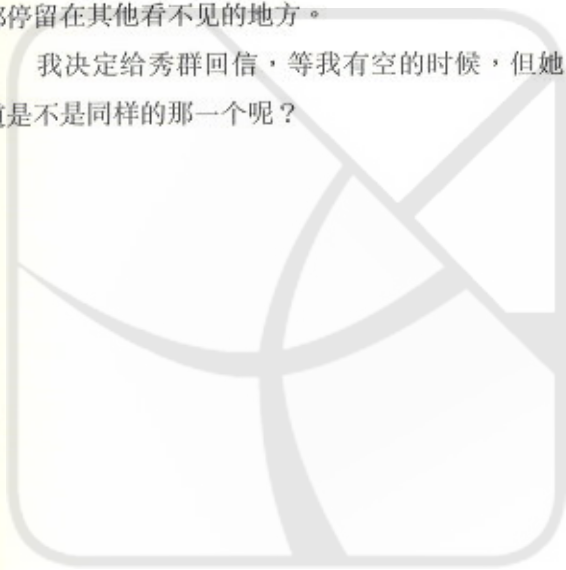 都停留在其他看不见的地方。
我决定给秀群回信，等我有空的时候，但她
是不是同样的那一个呢？